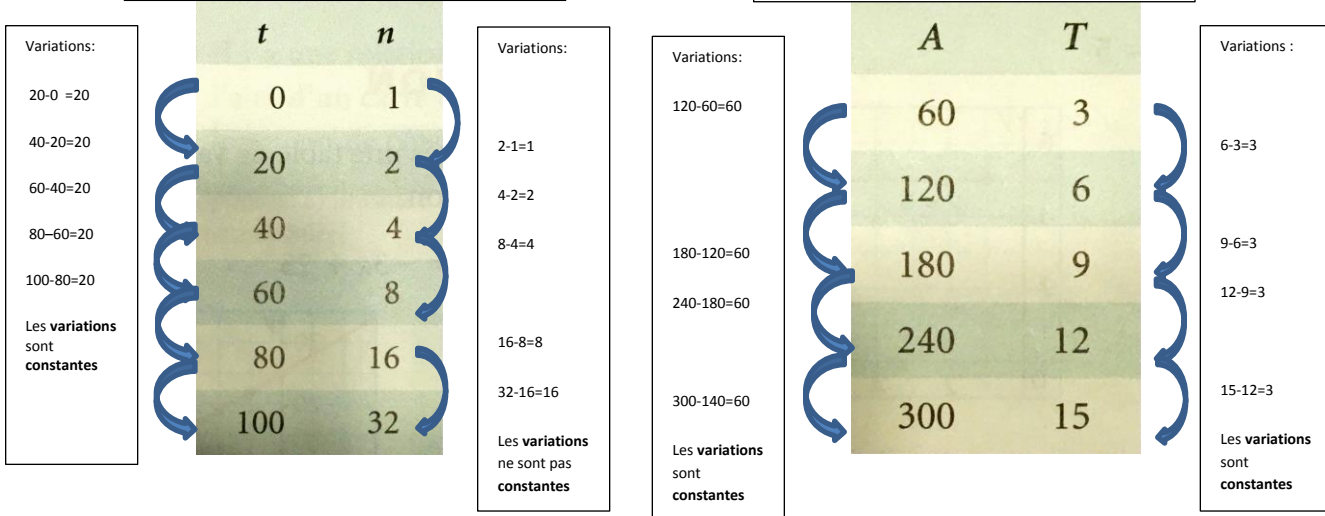 Variations:
20-0 =20
40-20=20
60-40=20
80–60=20
100-80=20
Les variations
sont
constantes
t n
0 1
20 2
40 4
60 8
80 16
100 32
Variations:
2-1=1
4-2=2
8-4=4
16-8=8
32-16=16
Les variations
ne sont pas
constantes
Variations:
120-60=60
180-120=60
240-180=60
300-140=60
Les variations
sont
constantes
A T
60 3
120 6
180 9
240 12
300 15
Variations :
6-3=3
9-6=3
12-9=3
15-12=3
Les variations
sont
constantes